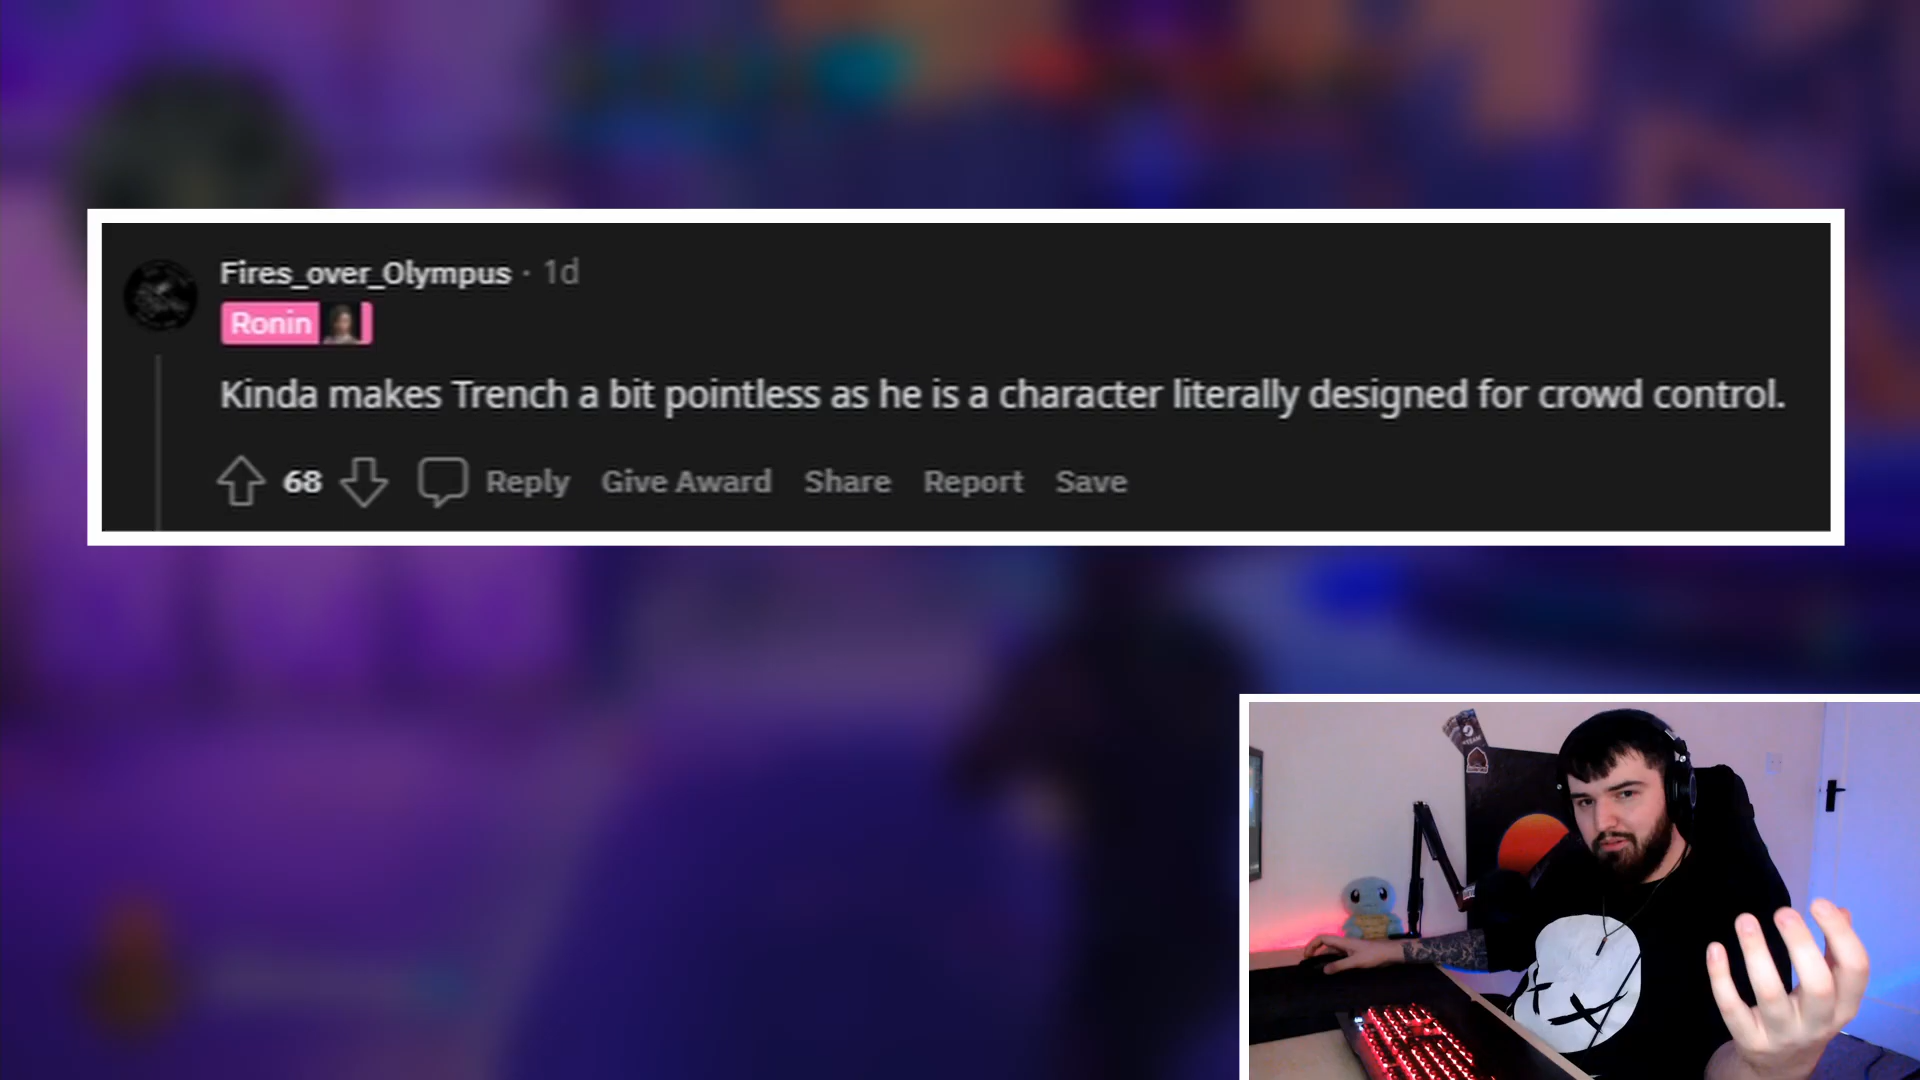 Fires_over_Olympus · 1d
Ronin
Kinda makes Trench a bit pointless as he is a character literally designed for crowd control.
68 Reply Give Award Share Report Save
STEAM